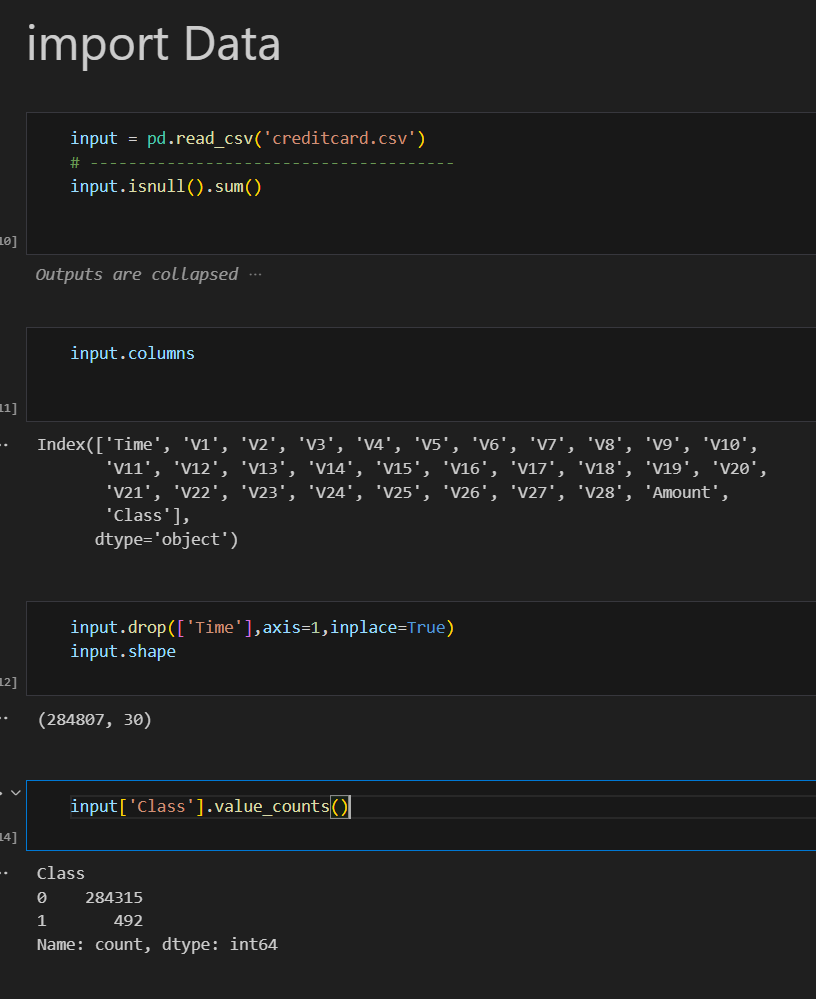 import Data
input = pd.read_csv('creditcard.csv')
# --------------------------------------
input.isnull().sum()
10]
Outputs are collapsed ···
input.columns
11]
Index(['Time', 'V1', 'V2', 'V3', 'V4', 'V5', 'V6', 'V7', 'V8', 'V9', 'V10',
'V11', 'V12', 'V13', 'V14', 'V15', 'V16', 'V17', 'V18', 'V19', 'V20',
'V21', 'V22', 'V23', 'V24', 'V25', 'V26', 'V27', 'V28', 'Amount',
'Class'],
dtype='object')
input.drop(['Time'],axis=1,inplace=True)
input.shape
12]
(284807, 30)
input['Class'].value_counts()
14]
Class
0    284315
1       492
Name: count, dtype: int64